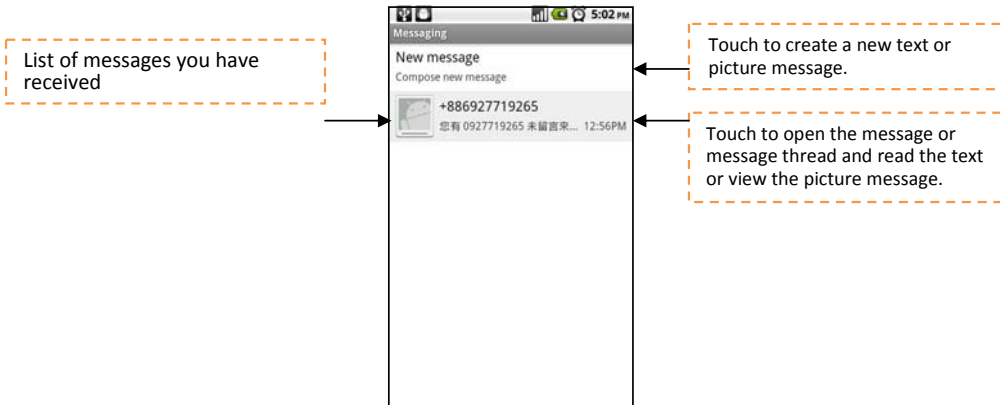 List of messages you have
received
5:02 PM
Messaging
New message
Compose new message
+886927719265
您有 0927719265 未留言來... 12:56PM
Touch to create a new text or
picture message.
Touch to open the message or
message thread and read the text
or view the picture message.